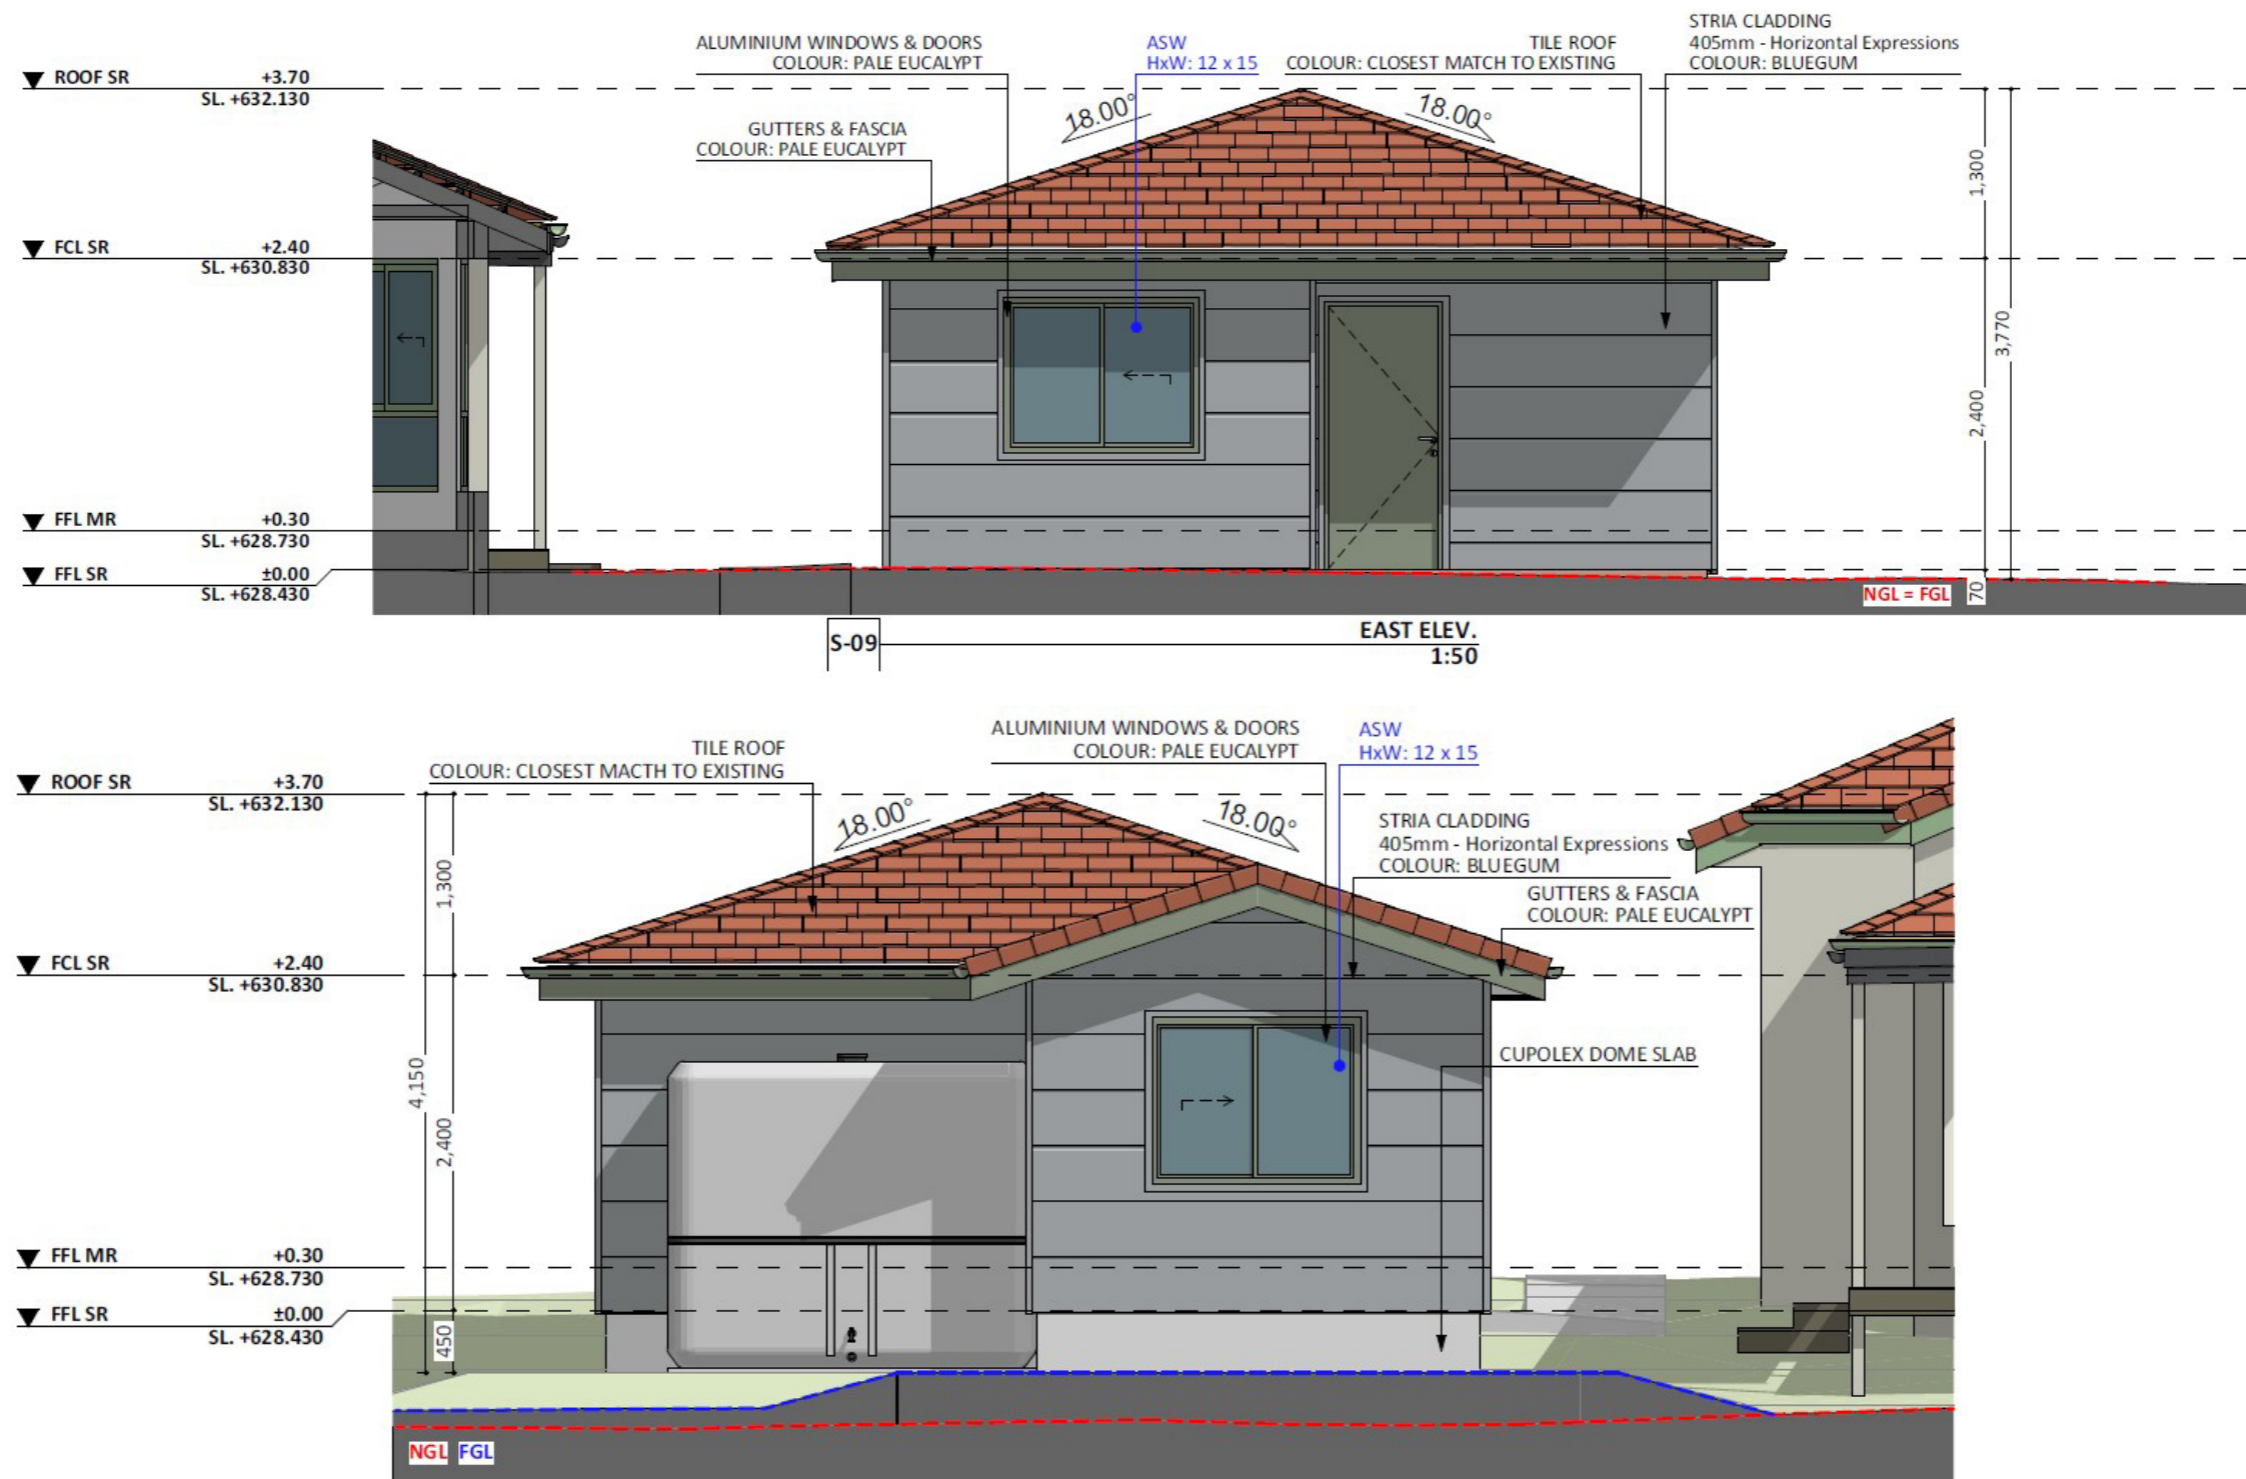 ALUMINIUM WINDOWS & DOORS
COLOUR: PALE EUCALYPT
ASW
HxW: 12 x 15
TILE ROOF
COLOUR: CLOSEST MATCH TO EXISTING
STRIA CLADDING
405mm - Horizontal Expressions
COLOUR: BLUEGUM
ROOF SR +3.70
SL. +632.130
18.00°
18.00°
GUTTERS & FASCIA
COLOUR: PALE EUCALYPT
1,300
FCL SR +2.40
SL. +630.830
3,770
2,400
FFL MR +0.30
SL. +628.730
FFL SR ±0.00
SL. +628.430
NGL = FGL
70
S-09
EAST ELEV.
1:50
TILE ROOF
COLOUR: CLOSEST MACTH TO EXISTING
ALUMINIUM WINDOWS & DOORS
COLOUR: PALE EUCALYPT
ASW
HxW: 12 x 15
ROOF SR +3.70
SL. +632.130
18.00°
18.00°
STRIA CLADDING
405mm - Horizontal Expressions
COLOUR: BLUEGUM
GUTTERS & FASCIA
COLOUR: PALE EUCALYPT
1,300
FCL SR +2.40
SL. +630.830
4,150
2,400
CUPOLEX DOME SLAB
FFL MR +0.30
SL. +628.730
FFL SR ±0.00
SL. +628.430
450
NGL FGL